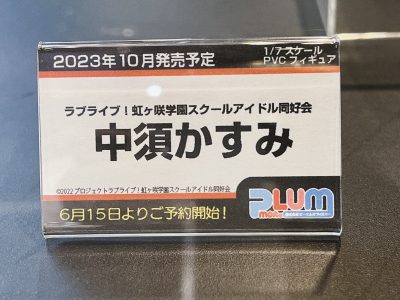 2023年10月発売予定
1/7スケール
PVCフィギュア
ラブライブ！虹ヶ咲学園スクールアイドル同好会
中須かすみ
©2022 プロジェクトラブライブ！虹ヶ咲学園スクールアイドル同好会
6月15日よりご予約開始！
PLUM